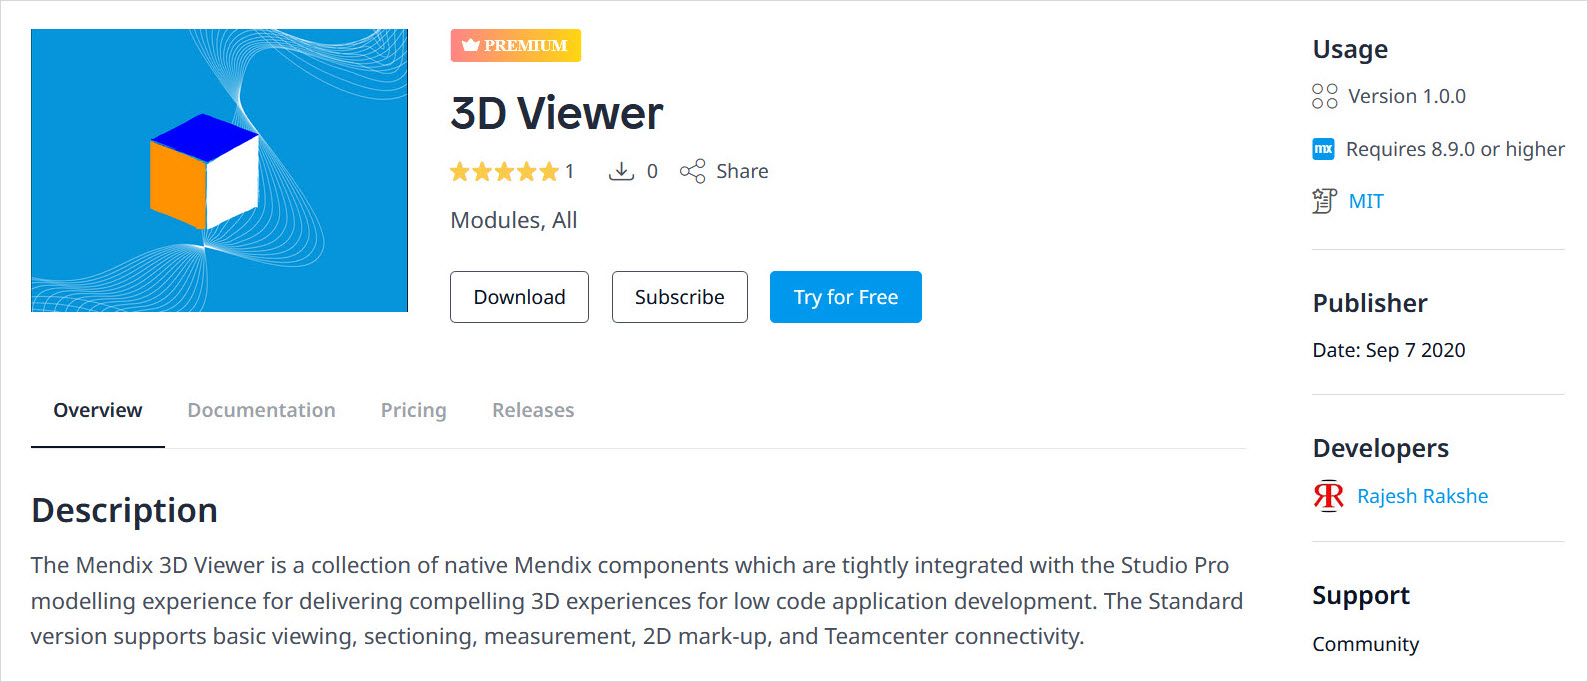 PREMIUM
3D Viewer
1 0 Share
Modules, All
Download Subscribe Try for Free
Overview Documentation Pricing Releases
Description
The Mendix 3D Viewer is a collection of native Mendix components which are tightly integrated with the Studio Pro
modelling experience for delivering compelling 3D experiences for low code application development. The Standard
version supports basic viewing, sectioning, measurement, 2D mark-up, and Teamcenter connectivity.
Usage
Version 1.0.0
mx Requires 8.9.0 or higher
MIT
Publisher
Date: Sep 7 2020
Developers
Rajesh Rakshe
Support
Community